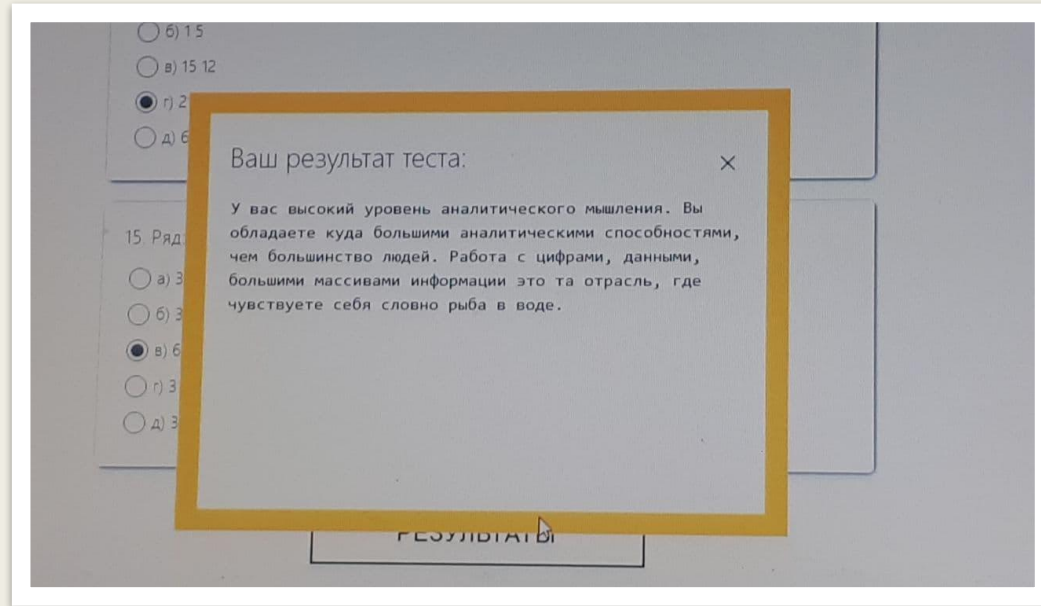 б) 1 5
в) 15 12
г) 2
д) 6
Ваш результат теста:
У вас высокий уровень аналитического мышления. Вы
обладаете куда большими аналитическими способностями,
чем большинство людей. Работа с цифрами, данными,
большими массивами информации это та отрасль, где
чувствуете себя словно рыба в воде.
15. Ряд
а) 3
б) 3
в) 6
г) 3
д) 3
РЕЗУЛЬТАТЫ